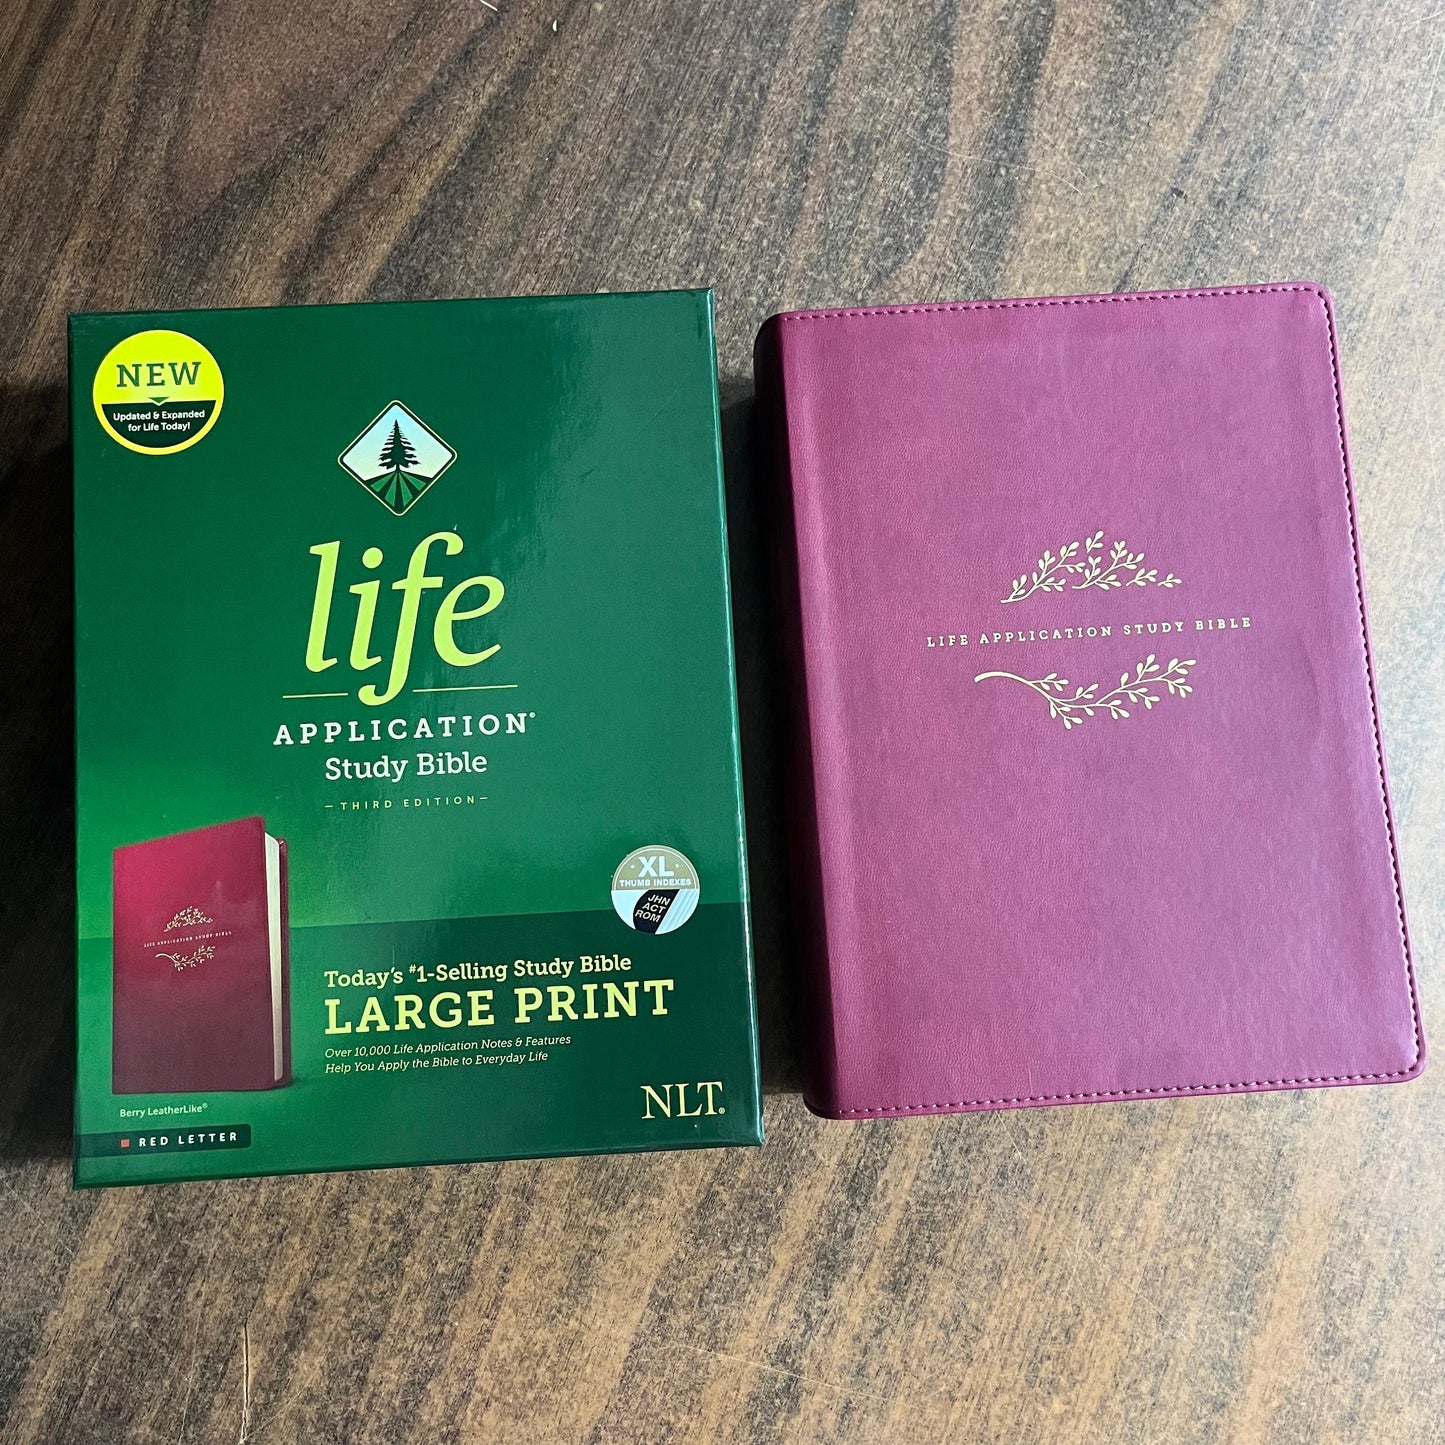 NEW
Updated & Expanded
for Life Today!
life
APPLICATION®
Study Bible
– THIRD EDITION –
XL
THUMB INDEXES
JHN
ACT
ROM
LIFE APPLICATION STUDY BIBLE
Today's #1-Selling Study Bible
LARGE PRINT
Over 10,000 Life Application Notes & Features
Help You Apply the Bible to Everyday Life
Berry LeatherLike®
RED LETTER
NLT®
LIFE APPLICATION STUDY BIBLE